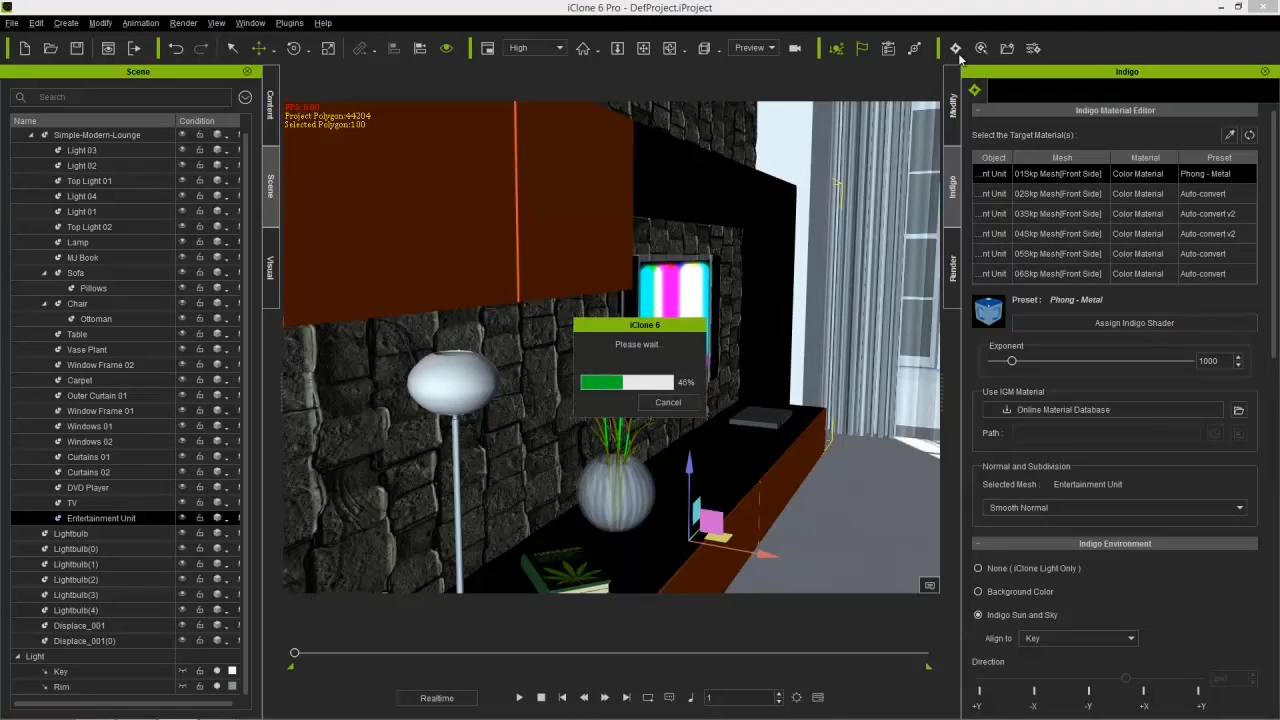 iClone 6 Pro - DefProject.iProject
File Edit Create Modify Animation Render View Window Plugins Help
High
Preview
Scene
Search
Name Condition
Simple-Modern-Lounge
Light 03
Light 02
Top Light 01
Light 04
Light 01
Top Light 02
Lamp
MJ Book
Sofa
Pillows
Chair
Ottoman
Table
Vase Plant
Window Frame 02
Carpet
Outer Curtain 01
Window Frame 01
Windows 01
Windows 02
Curtains 01
Curtains 02
DVD Player
TV
Entertainment Unit
Lightbulb
Lightbulb(0)
Lightbulb(1)
Lightbulb(2)
Lightbulb(3)
Lightbulb(4)
Displace_001
Displace_001(0)
Light
Key
Rim
Content
Scene
Visual
Project Polygon:44204
Selected Polygon:100
iClone 6
Please wait..
46%
Cancel
Realtime
1
Modify
Indigo
Render
Indigo
Indigo Material Editor
Select the Target Material(s) :
Object Mesh Material Preset
...nt Unit 01Skp Mesh[Front Side] Color Material Phong - Metal
...nt Unit 02Skp Mesh[Front Side] Color Material Auto-convert
...nt Unit 03Skp Mesh[Front Side] Color Material Auto-convert v2
...nt Unit 04Skp Mesh[Front Side] Color Material Auto-convert v2
...nt Unit 05Skp Mesh[Front Side] Color Material Auto-convert
...nt Unit 06Skp Mesh[Front Side] Color Material Auto-convert
Preset : Phong - Metal
Assign Indigo Shader
Exponent
1000
Use IGM Material
Online Material Database
Path :
Normal and Subdivision
Selected Mesh : Entertainment Unit
Smooth Normal
Indigo Environment
None ( iClone Light Only )
Background Color
Indigo Sun and Sky
Align to Key
Direction
+Y -X -Y +X +Y